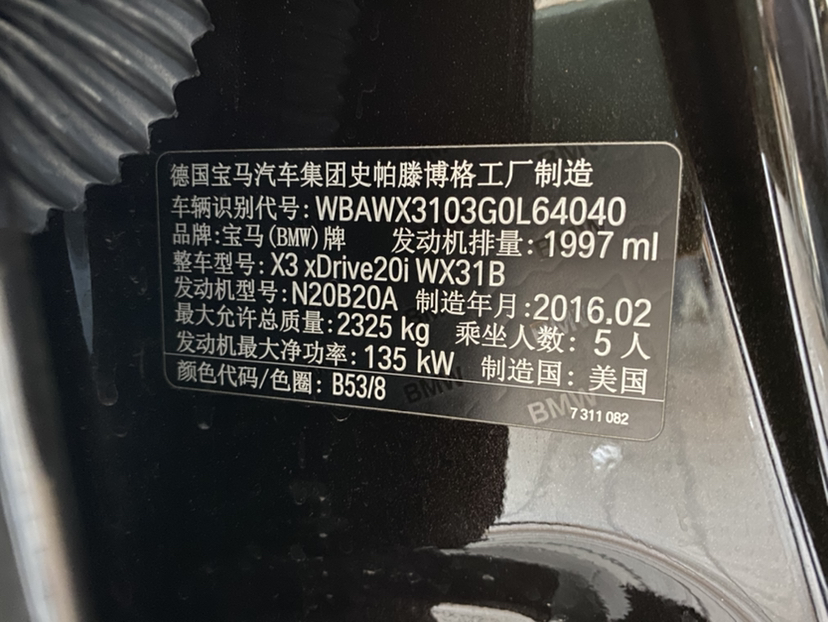 德国宝马汽车集团史帕滕博格工厂制造
车辆识别代号: WBAWX3103G0L64040
品牌:宝马(BMW)牌 发动机排量:1997 ml
整车型号: X3 xDrive20i WX31B
发动机型号:N20B20A 制造年月:2016.02
最大允许总质量: 2325 kg 乘坐人数: 5 人
发动机最大净功率: 135 kW 制造国: 美国
颜色代码/色圈: B53/8
BMW BMW
7 311 082